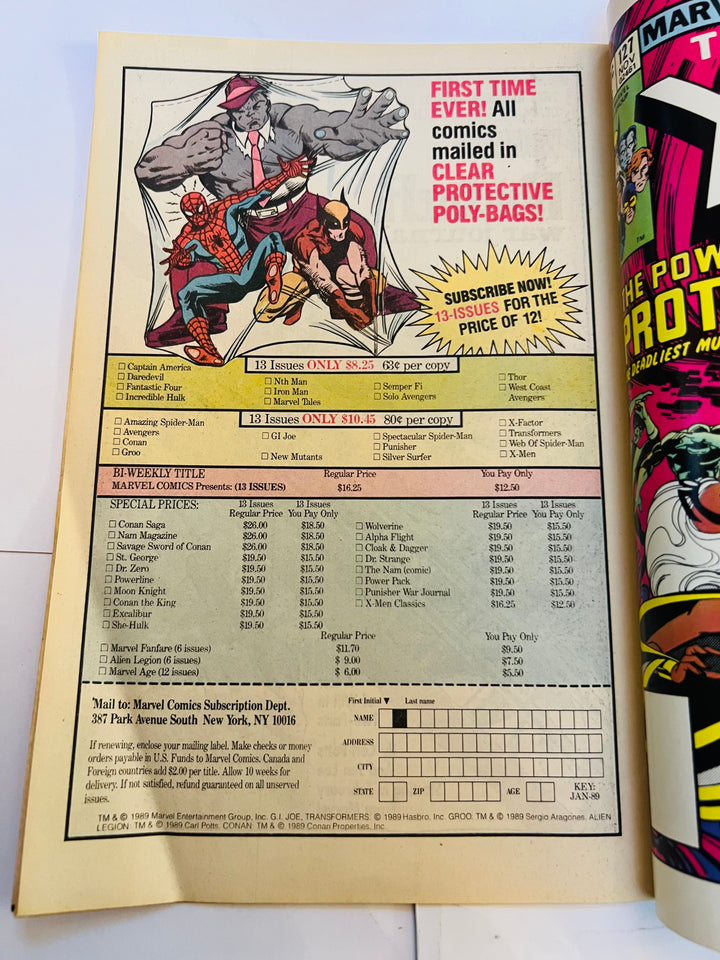 FIRST TIME
EVER! All
comics
mailed in
CLEAR
PROTECTIVE
POLY-BAGS!
SUBSCRIBE NOW!
13-ISSUES FOR THE
PRICE OF 12!
13 Issues ONLY $8.25 63¢ per copy
Captain America
Daredevil
Fantastic Four
Incredible Hulk
Nth Man
Iron Man
Marvel Tales
Semper Fi
Solo Avengers
Thor
West Coast
Avengers
13 Issues ONLY $10.45 80¢ per copy
Amazing Spider-Man
Avengers
Conan
Groo
GI Joe
New Mutants
Spectacular Spider-Man
Punisher
Silver Surfer
X-Factor
Transformers
Web Of Spider-Man
X-Men
BI-WEEKLY TITLE Regular Price You Pay Only
MARVEL COMICS Presents: (13 ISSUES) $16.25 $12.50
SPECIAL PRICES: 13 Issues 13 Issues
Regular Price You Pay Only
Conan Saga $26.00 $18.50
Nam Magazine $26.00 $18.50
Savage Sword of Conan $26.00 $18.50
St. George $19.50 $15.50
Dr. Zero $19.50 $15.50
Powerline $19.50 $15.50
Moon Knight $19.50 $15.50
Conan the King $19.50 $15.50
Excalibur $19.50 $15.50
She-Hulk $19.50 $15.50
13 Issues 13 Issues
Regular Price You Pay Only
Wolverine $19.50 $15.50
Alpha Flight $19.50 $15.50
Cloak & Dagger $19.50 $15.50
Dr. Strange $19.50 $15.50
The Nam (comic) $19.50 $15.50
Power Pack $19.50 $15.50
Punisher War Journal $19.50 $15.50
X-Men Classics $16.25 $12.50
Regular Price You Pay Only
Marvel Fanfare (6 issues) $11.70 $9.50
Alien Legion (6 issues) $ 9.00 $7.50
Marvel Age (12 issues) $ 6.00 $5.50
Mail to: Marvel Comics Subscription Dept.
387 Park Avenue South New York, NY 10016
If renewing, enclose your mailing label. Make checks or money
orders payable in U.S. Funds to Marvel Comics. Canada and
Foreign countries add $2.00 per title. Allow 10 weeks for
delivery. If not satisfied, refund guaranteed on all unserved
issues.
First Initial ▼ Last name
NAME
ADDRESS
CITY
STATE ZIP AGE
KEY:
JAN-89
TM & © 1989 Marvel Entertainment Group, Inc. G.I. JOE, TRANSFORMERS. © 1989 Hasbro, Inc. GROO. TM & © 1989 Sergio Aragones. ALIEN
LEGION. TM & © 1989 Carl Potts. CONAN. TM & © 1989 Conan Properties, Inc.
127
NOV
MARV
HE POW
PROT
DEADLIEST MU
TM